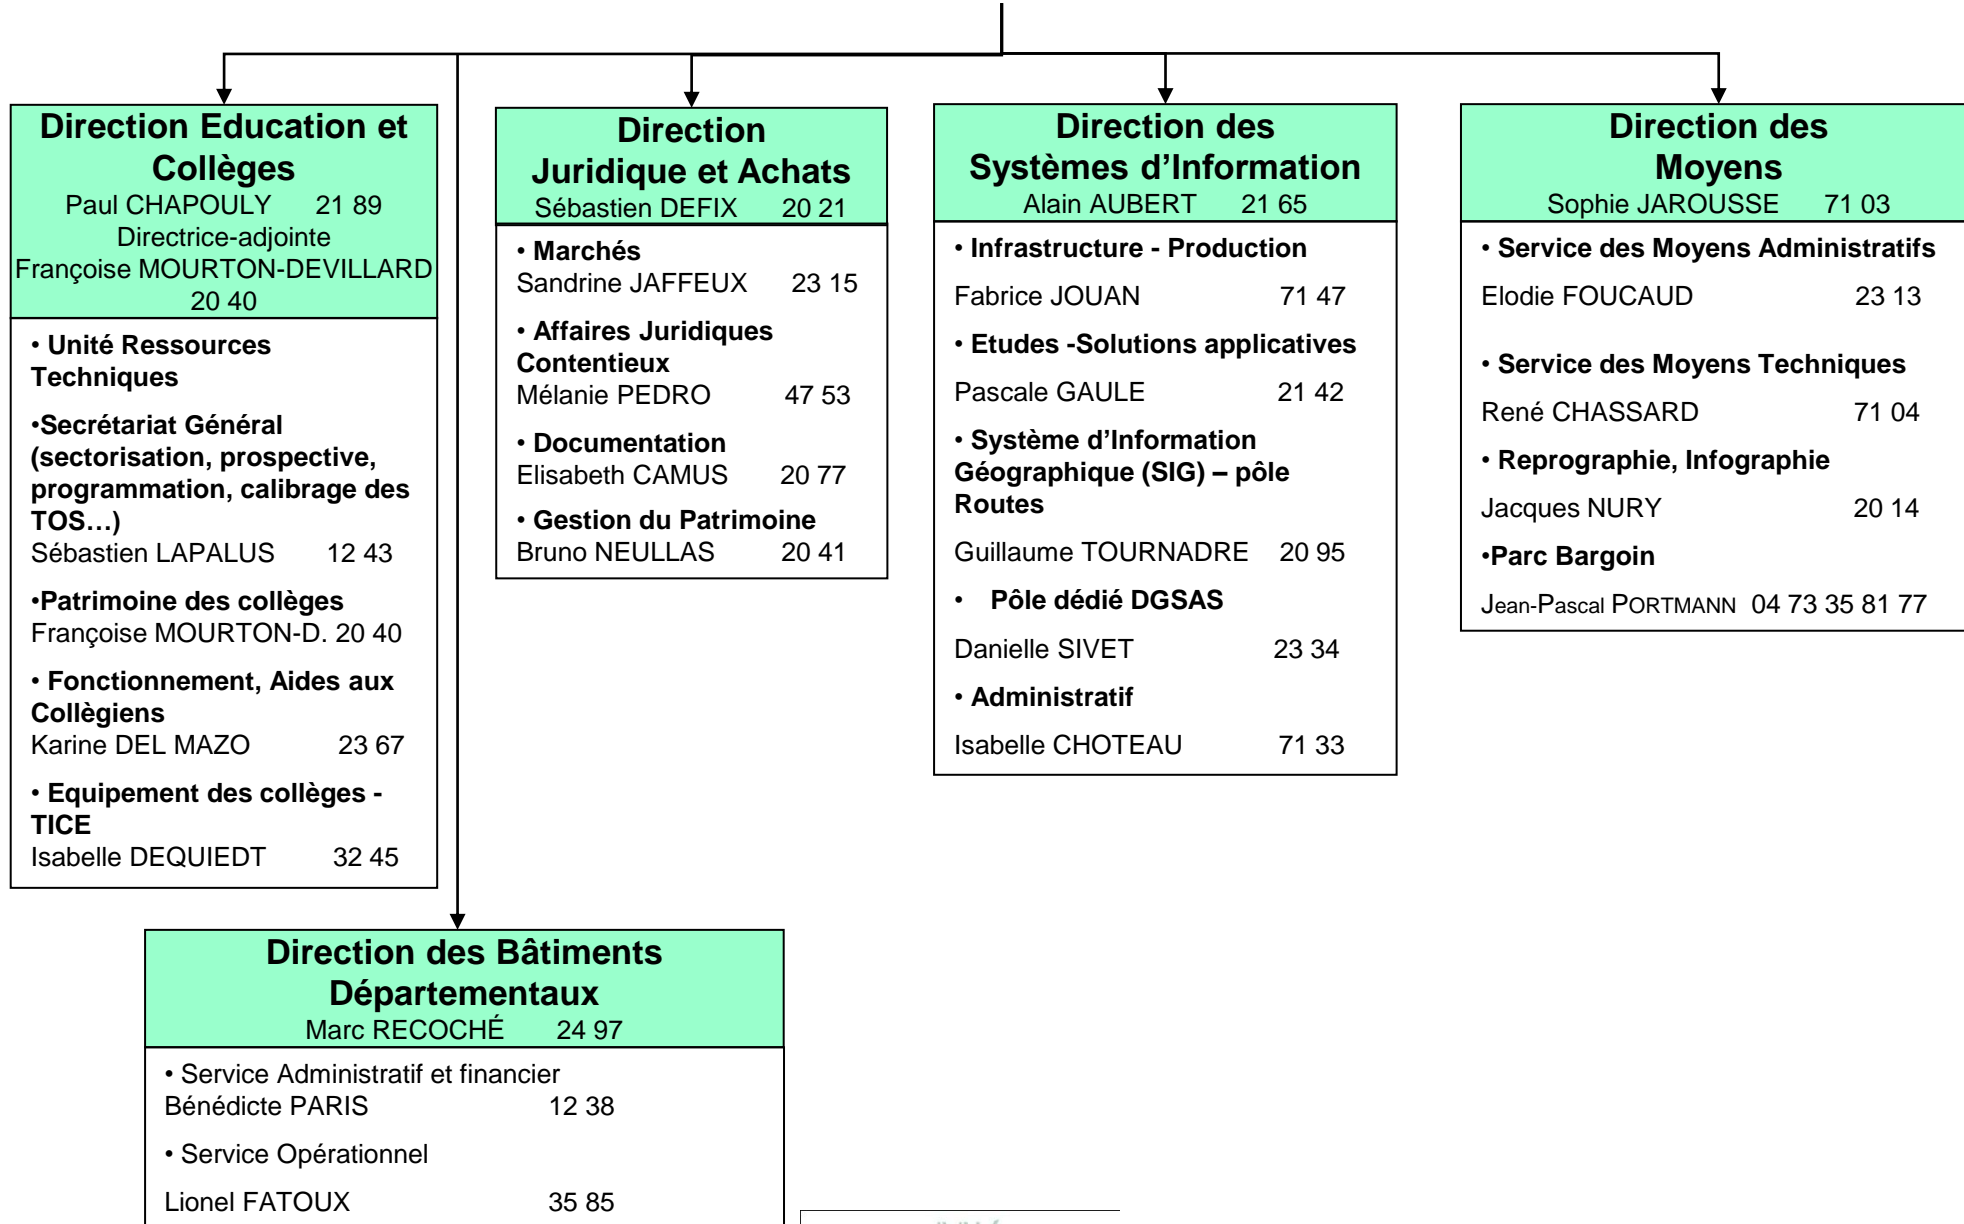 Direction Education et
Collèges
Paul CHAPOULY 21 89
Directrice-adjointe
Françoise MOURTON-DEVILLARD
20 40
• Unité Ressources
Techniques
•Secrétariat Général
(sectorisation, prospective,
programmation, calibrage des
TOS…)
Sébastien LAPALUS 12 43
•Patrimoine des collèges
Françoise MOURTON-D. 20 40
• Fonctionnement, Aides aux
Collègiens
Karine DEL MAZO 23 67
• Equipement des collèges -
TICE
Isabelle DEQUIEDT 32 45
Direction
Juridique et Achats
Sébastien DEFIX 20 21
• Marchés
Sandrine JAFFEUX 23 15
• Affaires Juridiques
Contentieux
Mélanie PEDRO 47 53
• Documentation
Elisabeth CAMUS 20 77
• Gestion du Patrimoine
Bruno NEULLAS 20 41
Direction des
Systèmes d’Information
Alain AUBERT 21 65
• Infrastructure - Production
Fabrice JOUAN 71 47
• Etudes -Solutions applicatives
Pascale GAULE 21 42
• Système d’Information
Géographique (SIG) – pôle
Routes
Guillaume TOURNADRE 20 95
• Pôle dédié DGSAS
Danielle SIVET 23 34
• Administratif
Isabelle CHOTEAU 71 33
Direction des
Moyens
Sophie JAROUSSE 71 03
• Service des Moyens Administratifs
Elodie FOUCAUD 23 13
• Service des Moyens Techniques
René CHASSARD 71 04
• Reprographie, Infographie
Jacques NURY 20 14
•Parc Bargoin
Jean-Pascal PORTMANN 04 73 35 81 77
Direction des Bâtiments
Départementaux
Marc RECOCHÉ 24 97
• Service Administratif et financier
Bénédicte PARIS 12 38
• Service Opérationnel
Lionel FATOUX 35 85